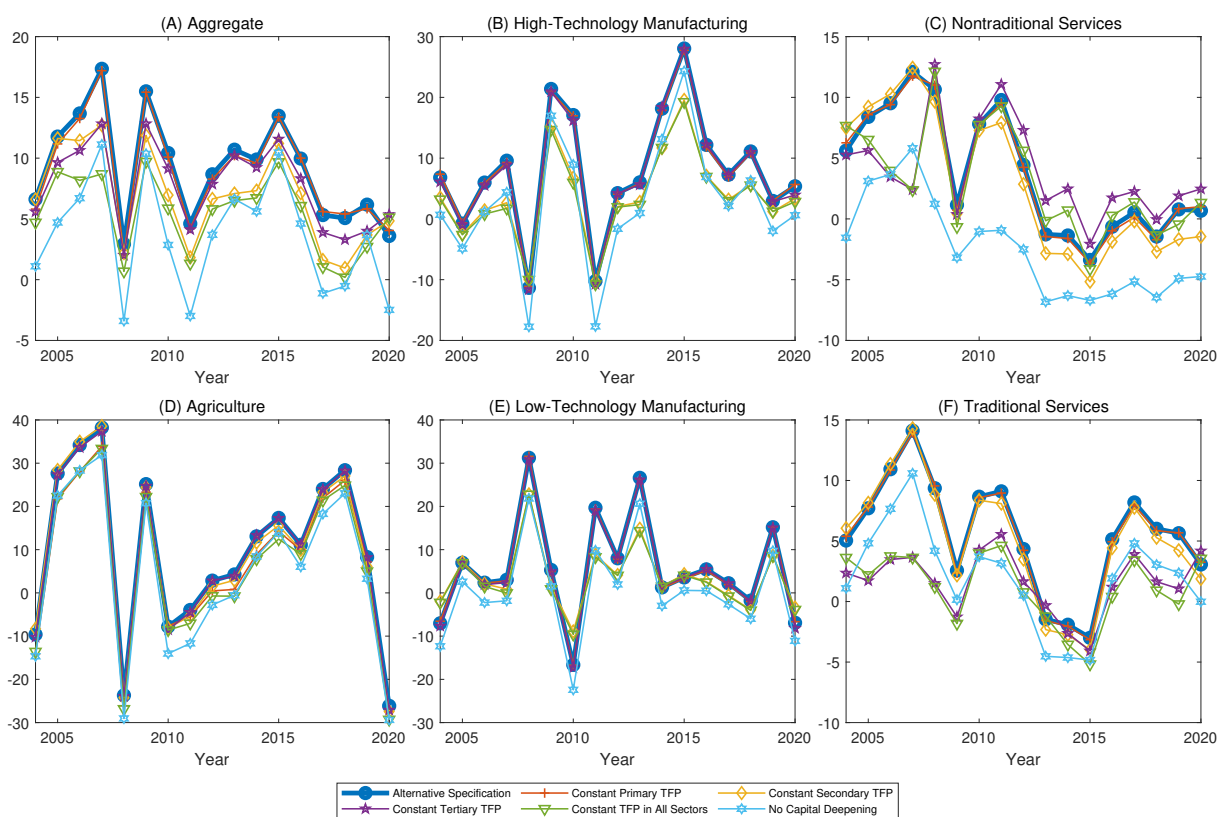 (A) Aggregate
20
15
10
5
0
-5
2005 2010 2015 2020
Year
(B) High-Technology Manufacturing
30
20
10
0
-10
-20
2005 2010 2015 2020
Year
(C) Nontraditional Services
15
10
5
0
-5
-10
2005 2010 2015 2020
Year
(D) Agriculture
40
30
20
10
0
-10
-20
-30
2005 2010 2015 2020
Year
(E) Low-Technology Manufacturing
40
30
20
10
0
-10
-20
-30
2005 2010 2015 2020
Year
(F) Traditional Services
15
10
5
0
-5
-10
2005 2010 2015 2020
Year
Alternative Specification Constant Primary TFP Constant Secondary TFP
Constant Tertiary TFP Constant TFP in All Sectors No Capital Deepening